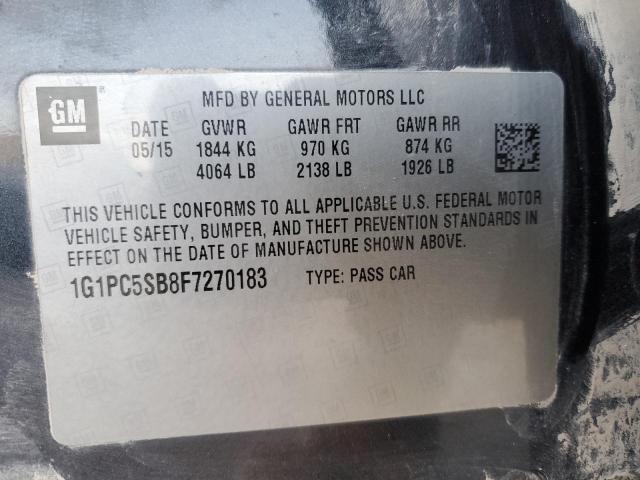 GM
®
MFD BY GENERAL MOTORS LLC
DATE GVWR GAWR FRT GAWR RR
05/15 1844 KG 970 KG 874 KG
4064 LB 2138 LB 1926 LB
THIS VEHICLE CONFORMS TO ALL APPLICABLE U.S. FEDERAL MOTOR
VEHICLE SAFETY, BUMPER, AND THEFT PREVENTION STANDARDS IN
EFFECT ON THE DATE OF MANUFACTURE SHOWN ABOVE.
1G1PC5SB8F7270183 TYPE: PASS CAR